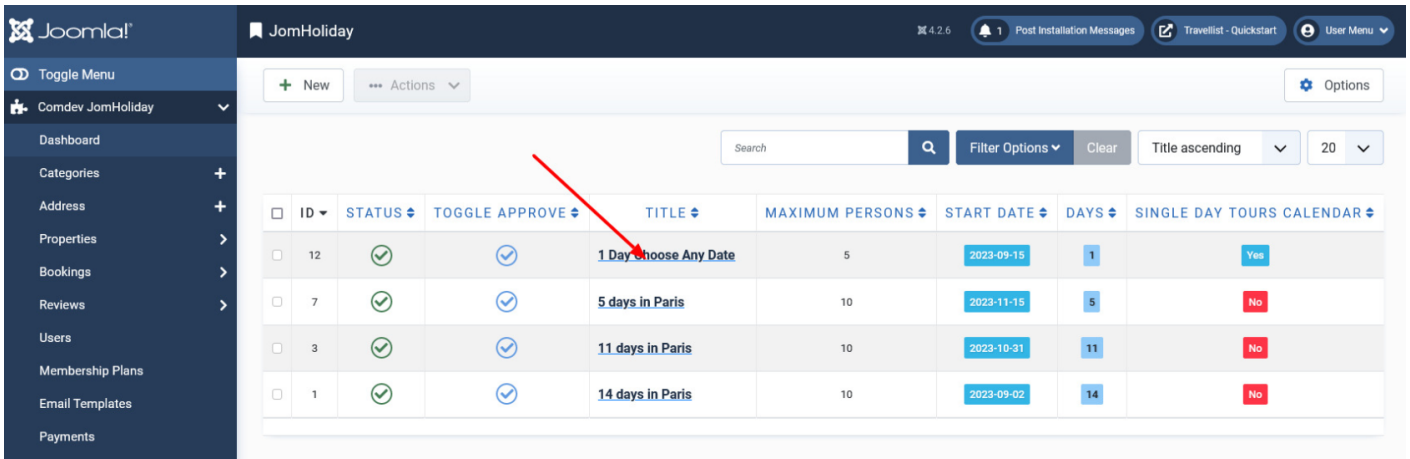 Joomla!®
JomHoliday
4.2.6
1 Post Installation Messages
Travellist - Quickstart
User Menu
Toggle Menu
Comdev JomHoliday
Dashboard
Categories
Address
Properties
Bookings
Reviews
Users
Membership Plans
Email Templates
Payments
New
Actions
Options
Search
Filter Options
Clear
Title ascending
20
ID STATUS TOGGLE APPROVE TITLE MAXIMUM PERSONS START DATE DAYS SINGLE DAY TOURS CALENDAR
12 1 Day Choose Any Date 5 2023-09-15 1 Yes
7 5 days in Paris 10 2023-11-15 5 No
3 11 days in Paris 10 2023-10-31 11 No
1 14 days in Paris 10 2023-09-02 14 No